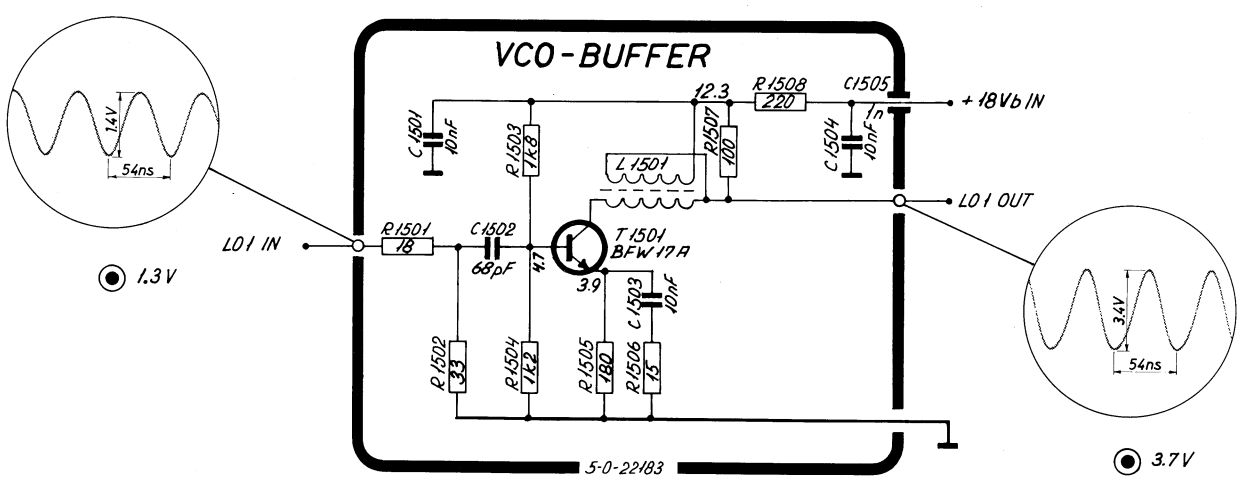 VCO-BUFFER
1.4V
54ns
LO1 IN
1.3V
C1501
10nF
R1503
1k8
12.3
R1508
220
C1505
1n
+18Vb IN
R1507
100
C1504
10nF
L1501
LO1 OUT
R1501
18
C1502
68pF
4.7
T1501
BFW17A
3.9
C1503
10nF
R1502
33
R1504
1k2
R1505
180
R1506
15
3.4V
54ns
3.7V
5-0-22183